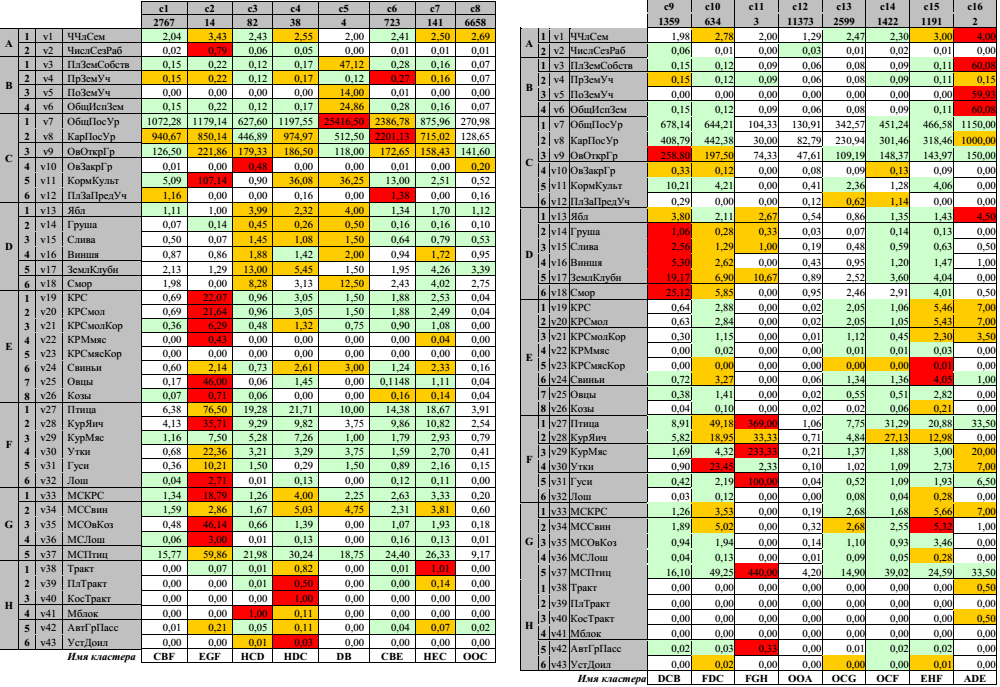 c1 c2 c3 c4 c5 c6 c7 c8
2767 14 82 38 4 723 141 6658
A 1 v1 ЧЧлСем 2,04 3,43 2,43 2,55 2,00 2,41 2,50 2,69
2 v2 ЧислСезРаб 0,02 0,79 0,06 0,05 0,00 0,01 0,01 0,01
B 1 v3 ПлЗемСобств 0,15 0,22 0,12 0,17 47,12 0,28 0,16 0,07
2 v4 ПрЗемУч 0,15 0,22 0,12 0,17 0,12 0,27 0,16 0,07
3 v5 ПоЗемУч 0,00 0,00 0,00 0,00 14,00 0,01 0,00 0,00
4 v6 ОбщИспЗем 0,15 0,22 0,12 0,17 24,86 0,28 0,16 0,07
C 1 v7 ОбщПосУр 1072,28 1179,14 627,60 1197,55 25416,50 2386,78 875,96 270,98
2 v8 КарПосУр 940,67 850,14 446,89 974,97 512,50 2201,13 715,02 128,65
3 v9 ОвОткрГр 126,50 221,86 179,33 186,50 118,00 172,65 158,43 141,60
4 v10 ОвЗакрГр 0,01 0,00 0,48 0,00 0,00 0,01 0,00 0,20
5 v11 КормКульт 5,09 107,14 0,90 36,08 36,25 13,00 2,51 0,52
6 v12 ПлЗаПредУч 1,16 0,00 0,00 0,16 0,00 1,38 0,00 0,16
D 1 v13 Ябл 1,11 1,00 3,99 2,32 4,00 1,34 1,70 1,12
2 v14 Груша 0,07 0,14 0,45 0,26 0,50 0,16 0,16 0,10
3 v15 Слива 0,50 0,07 1,45 1,08 1,50 0,64 0,79 0,53
4 v16 Виншя 0,87 0,86 1,88 1,42 2,00 0,94 1,72 0,95
5 v17 ЗемлКлубн 2,13 1,29 13,00 5,45 1,50 1,95 4,26 3,39
6 v18 Смор 1,98 0,00 8,28 3,13 12,50 2,43 4,02 2,75
E 1 v19 КРС 0,69 22,07 0,96 3,05 1,50 1,88 2,53 0,04
2 v20 КРСмол 0,69 21,64 0,96 3,05 1,50 1,88 2,49 0,04
3 v21 КРСмолКор 0,36 6,29 0,48 1,32 0,75 0,90 1,08 0,00
4 v22 КРМмяс 0,00 0,43 0,00 0,00 0,00 0,00 0,04 0,00
5 v23 КРСмясКор 0,00 0,00 0,00 0,00 0,00 0,00 0,00 0,00
6 v24 Свиньи 0,60 2,14 0,73 2,61 3,00 1,24 2,33 0,16
7 v25 Овцы 0,17 46,00 0,06 1,45 0,00 0,1148 1,11 0,04
8 v26 Козы 0,07 0,71 0,06 0,00 0,00 0,16 0,14 0,04
F 1 v27 Птица 6,38 76,50 19,28 21,71 10,00 14,38 18,67 3,91
2 v28 КурЯич 4,13 35,71 9,29 9,82 3,75 9,86 10,82 2,54
3 v29 КурМяс 1,16 7,50 5,28 7,26 1,00 1,79 2,93 0,79
4 v30 Утки 0,68 22,36 3,21 3,29 3,75 1,59 2,70 0,41
5 v31 Гуси 0,36 10,21 1,50 0,29 1,50 0,89 2,16 0,15
6 v32 Лош 0,04 2,71 0,01 0,13 0,00 0,12 0,11 0,00
G 1 v33 МСКРС 1,34 18,79 1,26 4,00 2,25 2,63 3,33 0,20
2 v34 МССвин 1,59 2,86 1,67 5,03 4,75 2,31 3,81 0,60
3 v35 МСОвКоз 0,48 46,14 0,66 1,39 0,00 1,07 1,93 0,18
4 v36 МСЛош 0,06 3,00 0,01 0,13 0,00 0,16 0,13 0,01
5 v37 МСПтиц 15,77 59,86 21,98 30,24 18,75 24,40 26,33 9,17
H 1 v38 Тракт 0,00 0,07 0,01 0,82 0,00 0,01 1,01 0,00
2 v39 ПлТракт 0,00 0,00 0,01 0,50 0,00 0,00 0,14 0,00
3 v40 КосТракт 0,00 0,00 0,00 1,00 0,00 0,00 0,00 0,00
4 v41 Мблок 0,00 0,00 1,00 0,11 0,00 0,00 0,00 0,00
5 v42 АвтГрПасс 0,01 0,21 0,05 0,11 0,00 0,04 0,07 0,02
6 v43 УстДоил 0,00 0,00 0,01 0,03 0,00 0,00 0,00 0,00
Имя кластера CBF EGF HCD HDC DB CBE HEC OOC
c9 c10 c11 c12 c13 c14 c15 c16
1359 634 3 11373 2599 1422 1191 2
A 1 v1 ЧЧлСем 1,98 2,78 2,00 1,29 2,47 2,30 3,00 4,00
2 v2 ЧислСезРаб 0,06 0,01 0,00 0,03 0,01 0,02 0,01 0,00
B 1 v3 ПлЗемСобств 0,15 0,12 0,09 0,06 0,08 0,09 0,11 60,08
2 v4 ПрЗемУч 0,15 0,12 0,09 0,06 0,08 0,09 0,11 0,15
3 v5 ПоЗемУч 0,00 0,00 0,00 0,00 0,00 0,00 0,00 59,93
4 v6 ОбщИспЗем 0,15 0,12 0,09 0,06 0,08 0,09 0,11 60,08
C 1 v7 ОбщПосУр 678,14 644,21 104,33 130,91 342,57 451,24 466,58 1150,00
2 v8 КарПосУр 408,79 442,38 30,00 82,79 230,94 301,46 318,46 1000,00
3 v9 ОвОткрГр 258,80 197,50 74,33 47,61 109,19 148,37 143,97 150,00
4 v10 ОвЗакрГр 0,33 0,12 0,00 0,08 0,09 0,13 0,09 0,00
5 v11 КормКульт 10,21 4,21 0,00 0,41 2,36 1,28 4,06 0,00
6 v12 ПлЗаПредУч 0,29 0,00 0,00 0,12 0,62 1,14 0,00 0,00
D 1 v13 Ябл 3,80 2,11 2,67 0,54 0,86 1,35 1,43 4,50
2 v14 Груша 1,06 0,28 0,33 0,03 0,07 0,14 0,13 0,00
3 v15 Слива 2,56 1,29 1,00 0,19 0,48 0,59 0,63 0,50
4 v16 Виншя 5,30 2,62 0,00 0,43 0,95 1,20 1,47 1,00
5 v17 ЗемлКлубн 19,17 6,90 10,67 0,89 2,52 3,60 4,04 0,00
6 v18 Смор 25,12 5,85 0,00 0,95 2,46 2,91 4,01 0,50
E 1 v19 КРС 0,64 2,88 0,00 0,02 2,05 1,06 5,46 7,00
2 v20 КРСмол 0,63 2,84 0,00 0,02 2,05 1,05 5,43 7,00
3 v21 КРСмолКор 0,30 1,15 0,00 0,01 1,12 0,45 2,30 3,50
4 v22 КРМмяс 0,00 0,02 0,00 0,00 0,01 0,01 0,03 0,00
5 v23 КРСмясКор 0,00 0,00 0,00 0,00 0,00 0,00 0,01 0,00
6 v24 Свиньи 0,72 3,27 0,00 0,06 1,34 1,36 4,05 1,00
7 v25 Овцы 0,38 1,41 0,00 0,02 0,55 0,51 2,82 0,00
8 v26 Козы 0,04 0,10 0,00 0,02 0,02 0,06 0,21 0,00
F 1 v27 Птица 8,91 49,18 369,00 1,06 7,75 31,29 20,88 33,50
2 v28 КурЯич 5,82 18,95 33,33 0,71 4,84 27,13 12,98 0,00
3 v29 КурМяс 1,69 4,32 233,33 0,21 1,37 1,88 3,00 20,00
4 v30 Утки 0,90 23,45 2,33 0,10 1,02 1,09 2,73 7,00
5 v31 Гуси 0,42 2,19 100,00 0,04 0,52 1,09 1,93 6,50
6 v32 Лош 0,03 0,12 0,00 0,00 0,08 0,04 0,28 0,00
G 1 v33 МСКРС 1,26 3,53 0,00 0,19 2,68 1,68 5,66 7,00
2 v34 МССвин 1,89 5,02 0,00 0,32 2,68 2,55 5,32 1,00
3 v35 МСОвКоз 0,94 1,94 0,00 0,14 1,10 0,93 3,46 0,00
4 v36 МСЛош 0,04 0,13 0,00 0,01 0,09 0,05 0,28 0,00
5 v37 МСПтиц 16,10 49,25 440,00 4,20 14,90 39,02 24,59 33,50
H 1 v38 Тракт 0,00 0,00 0,00 0,00 0,00 0,00 0,00 0,50
2 v39 ПлТракт 0,00 0,00 0,00 0,00 0,00 0,00 0,00 0,00
3 v40 КосТракт 0,00 0,00 0,00 0,00 0,00 0,00 0,00 0,50
4 v41 Мблок 0,00 0,00 0,00 0,00 0,00 0,00 0,00 0,00
5 v42 АвтГрПасс 0,02 0,03 0,33 0,00 0,01 0,02 0,02 0,00
6 v43 УстДоил 0,00 0,02 0,00 0,00 0,00 0,00 0,01 0,00
Имя кластера DCB FDC FGH OOA OCG OCF EHF ADE